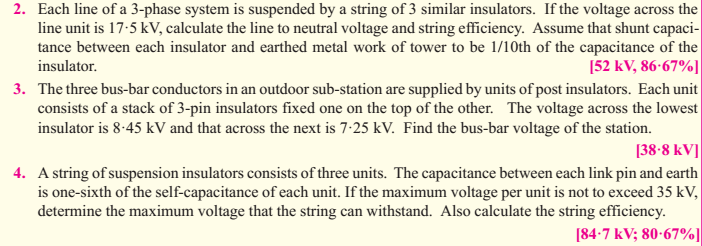 2. Each line of a 3-phase system is suspended by a string of 3 similar insulators. If the voltage across the
line unit is 17·5 kV, calculate the line to neutral voltage and string efficiency. Assume that shunt capaci-
tance between each insulator and earthed metal work of tower to be 1/10th of the capacitance of the
insulator. [52 kV, 86·67%]
3. The three bus-bar conductors in an outdoor sub-station are supplied by units of post insulators. Each unit
consists of a stack of 3-pin insulators fixed one on the top of the other. The voltage across the lowest
insulator is 8·45 kV and that across the next is 7·25 kV. Find the bus-bar voltage of the station.
[38·8 kV]
4. A string of suspension insulators consists of three units. The capacitance between each link pin and earth
is one-sixth of the self-capacitance of each unit. If the maximum voltage per unit is not to exceed 35 kV,
determine the maximum voltage that the string can withstand. Also calculate the string efficiency.
[84·7 kV; 80·67%]